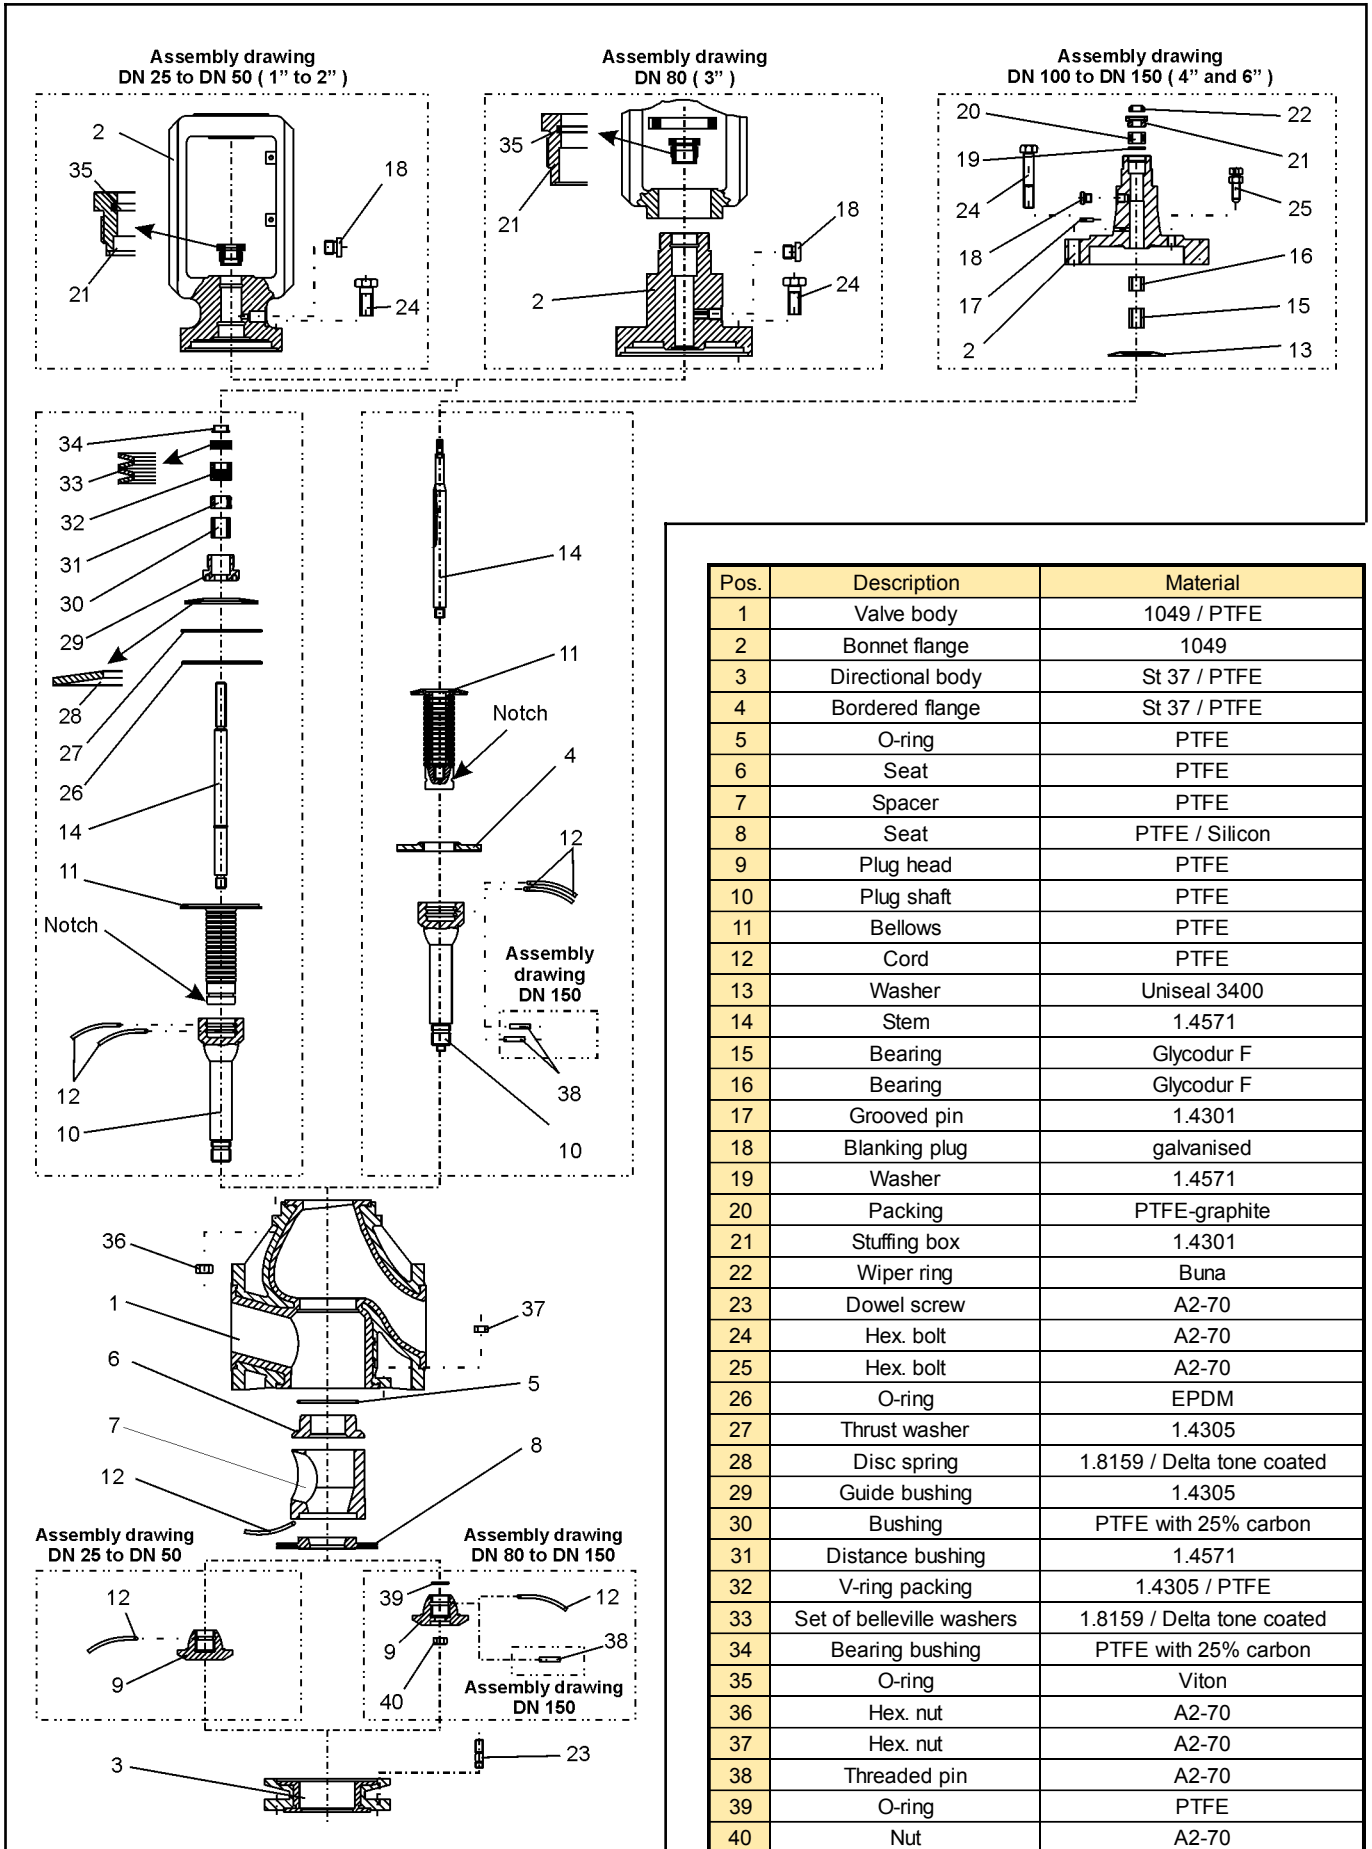 Assembly drawing
DN 25 to DN 50 ( 1” to 2” )
2
35
18
21
24
Assembly drawing
DN 80 ( 3” )
35
21
18
2
24
Assembly drawing
DN 100 to DN 150 ( 4” and 6” )
20
22
19
21
24
25
18
16
17
15
2
13
34
33
32
31
30
29
28
27
26
14
11
Notch
12
10
14
11
Notch
4
12
Assembly
drawing
DN 150
38
10
36
1
37
6
5
7
8
12
Assembly drawing
DN 25 to DN 50
12
9
Assembly drawing
DN 80 to DN 150
39
12
9
38
40
Assembly drawing
DN 150
23
3
Pos. Description Material
1 Valve body 1049 / PTFE
2 Bonnet flange 1049
3 Directional body St 37 / PTFE
4 Bordered flange St 37 / PTFE
5 O-ring PTFE
6 Seat PTFE
7 Spacer PTFE
8 Seat PTFE / Silicon
9 Plug head PTFE
10 Plug shaft PTFE
11 Bellows PTFE
12 Cord PTFE
13 Washer Uniseal 3400
14 Stem 1.4571
15 Bearing Glycodur F
16 Bearing Glycodur F
17 Grooved pin 1.4301
18 Blanking plug galvanised
19 Washer 1.4571
20 Packing PTFE-graphite
21 Stuffing box 1.4301
22 Wiper ring Buna
23 Dowel screw A2-70
24 Hex. bolt A2-70
25 Hex. bolt A2-70
26 O-ring EPDM
27 Thrust washer 1.4305
28 Disc spring 1.8159 / Delta tone coated
29 Guide bushing 1.4305
30 Bushing PTFE with 25% carbon
31 Distance bushing 1.4571
32 V-ring packing 1.4305 / PTFE
33 Set of belleville washers 1.8159 / Delta tone coated
34 Bearing bushing PTFE with 25% carbon
35 O-ring Viton
36 Hex. nut A2-70
37 Hex. nut A2-70
38 Threaded pin A2-70
39 O-ring PTFE
40 Nut A2-70